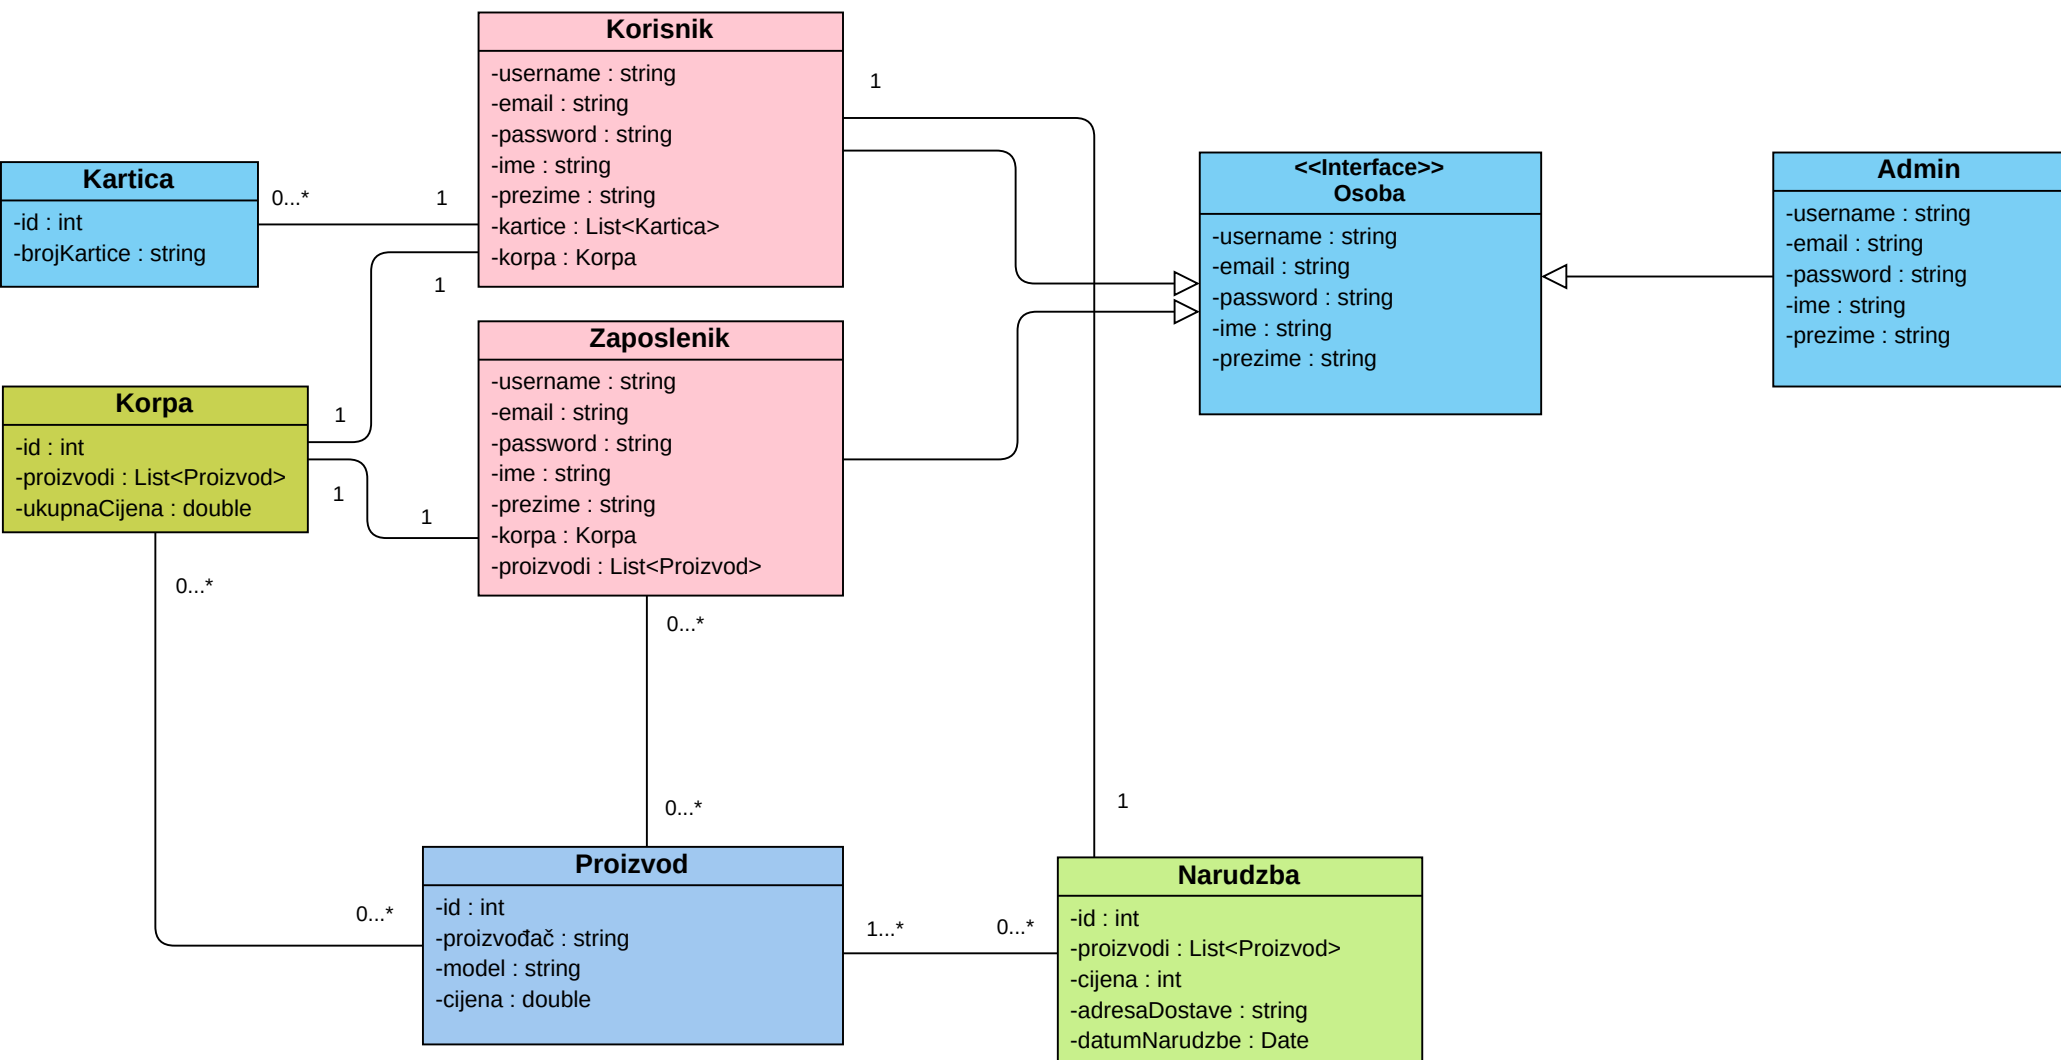 Korisnik
-username : string
-email : string
-password : string
-ime : string
-prezime : string
-kartice : List<Kartica>
-korpa : Korpa
1
Kartica
-id : int
-brojKartice : string
0...*
1
1
<<Interface>>
Osoba
-username : string
-email : string
-password : string
-ime : string
-prezime : string
Admin
-username : string
-email : string
-password : string
-ime : string
-prezime : string
Zaposlenik
-username : string
-email : string
-password : string
-ime : string
-prezime : string
-korpa : Korpa
-proizvodi : List<Proizvod>
Korpa
-id : int
-proizvodi : List<Proizvod>
-ukupnaCijena : double
1
1
1
0...*
0...*
0...*
0...*
1
Proizvod
-id : int
-proizvođač : string
-model : string
-cijena : double
1...*
0...*
Narudzba
-id : int
-proizvodi : List<Proizvod>
-cijena : int
-adresaDostave : string
-datumNarudzbe : Date